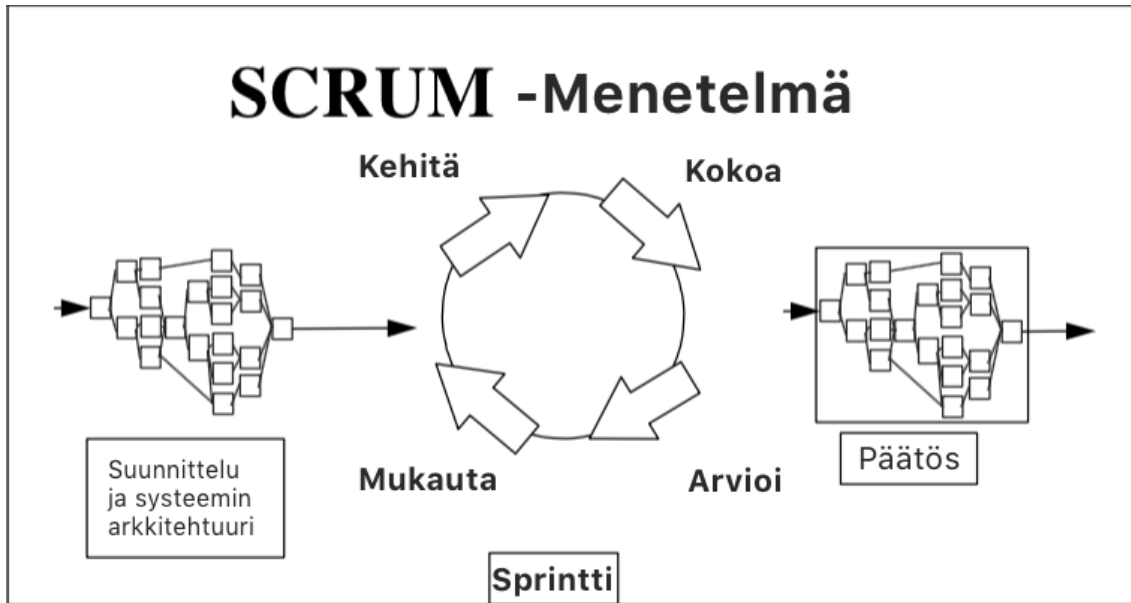 SCRUM -Menetelmä
Kehitä
Kokoa
Mukauta
Arvioi
Suunnittelu
ja systeemin
arkkitehtuuri
Päätös
Sprintti